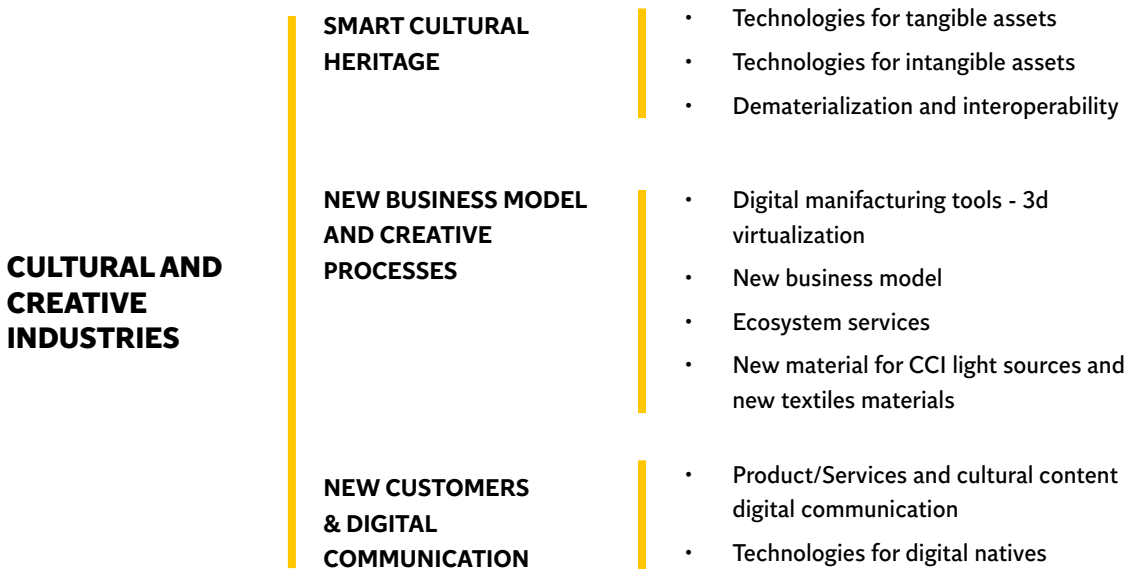 CULTURAL AND
CREATIVE
INDUSTRIES
SMART CULTURAL
HERITAGE
• Technologies for tangible assets
• Technologies for intangible assets
• Dematerialization and interoperability
NEW BUSINESS MODEL
AND CREATIVE
PROCESSES
• Digital manifacturing tools - 3d
virtualization
• New business model
• Ecosystem services
• New material for CCI light sources and
new textiles materials
NEW CUSTOMERS
& DIGITAL
COMMUNICATION
• Product/Services and cultural content
digital communication
• Technologies for digital natives